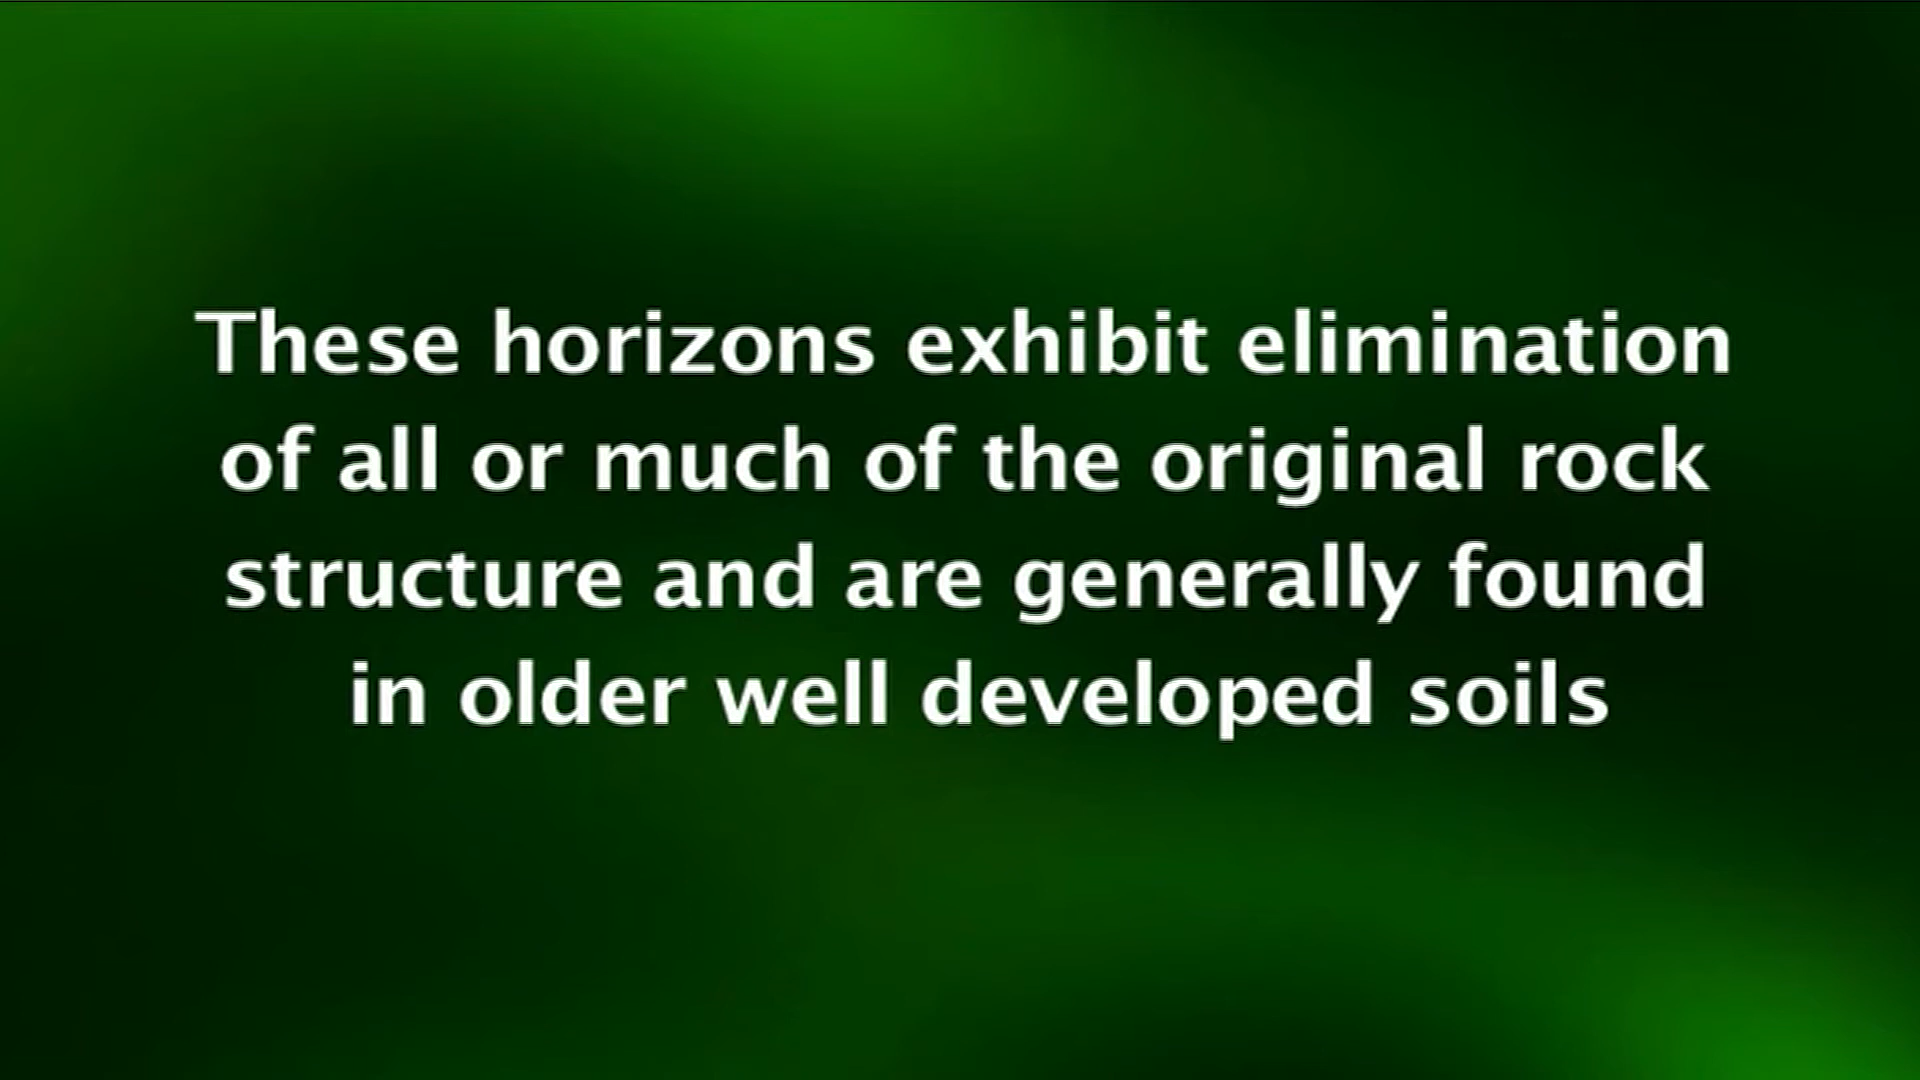 These horizons exhibit elimination
of all or much of the original rock
structure and are generally found
in older well developed soils